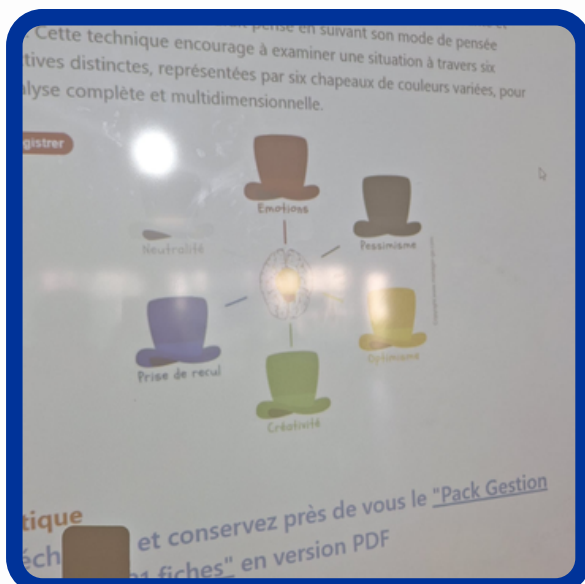 pensé en suivant son mode de pensée
. Cette technique encourage à examiner une situation à travers six
tives distinctes, représentées par six chapeaux de couleurs variées, pour
lyse complète et multidimensionnelle.
gistrer
Emotions
Pessimisme
Neutralité
Optimisme
Prise de recul
Créativité
tique
éch et conservez près de vous le "Pack Gestion
fiches" en version PDF